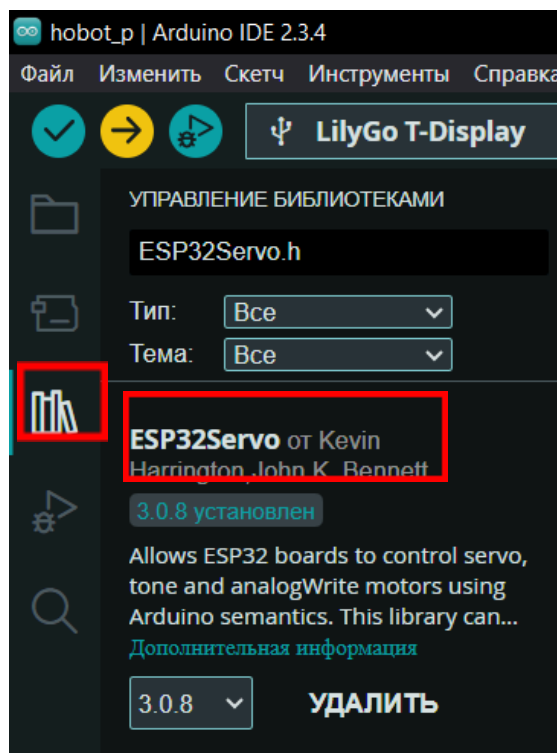 hobot_p | Arduino IDE 2.3.4
Файл Изменить Скетч Инструменты Справка
LilyGo T-Display
УПРАВЛЕНИЕ БИБЛИОТЕКАМИ
ESP32Servo.h
Тип: Все
Тема: Все
ESP32Servo от Kevin
Harrington,John K. Bennett
3.0.8 установлен
Allows ESP32 boards to control servo,
tone and analogWrite motors using
Arduino semantics. This library can...
Дополнительная информация
3.0.8 УДАЛИТЬ